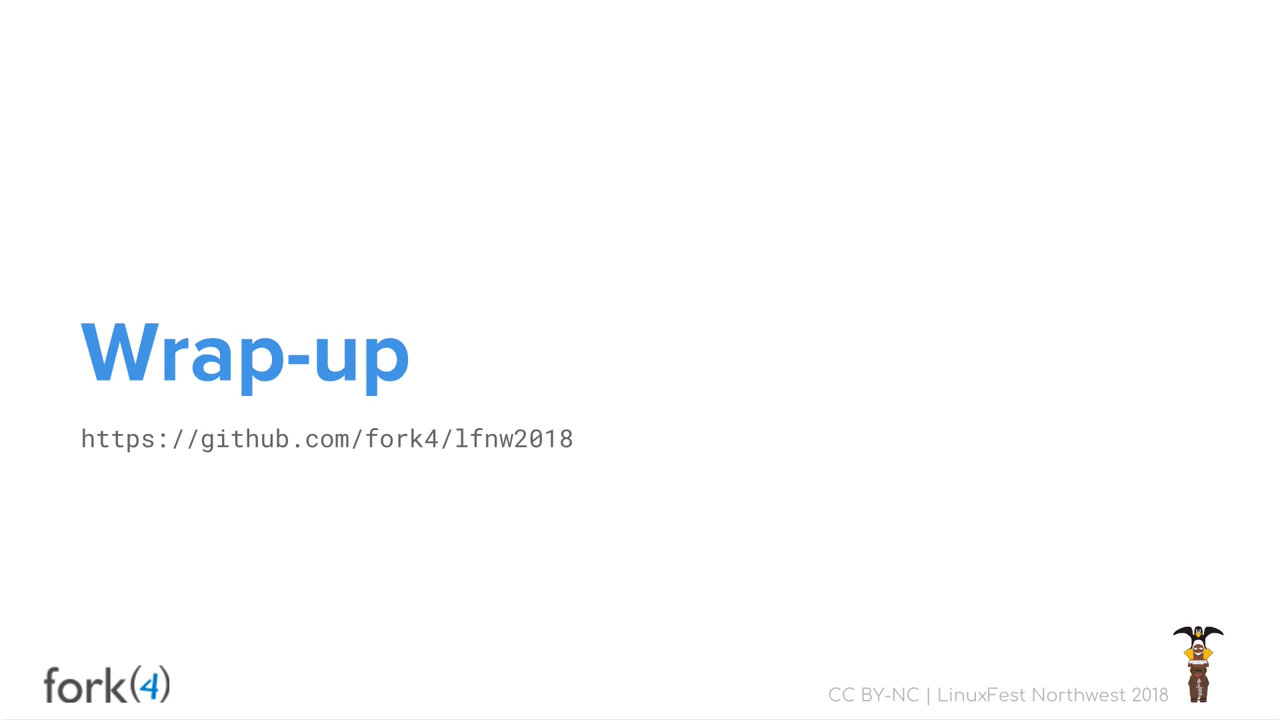 Wrap-up
https://github.com/fork4/lfnw2018
fork(4)
CC BY-NC | LinuxFest Northwest 2018